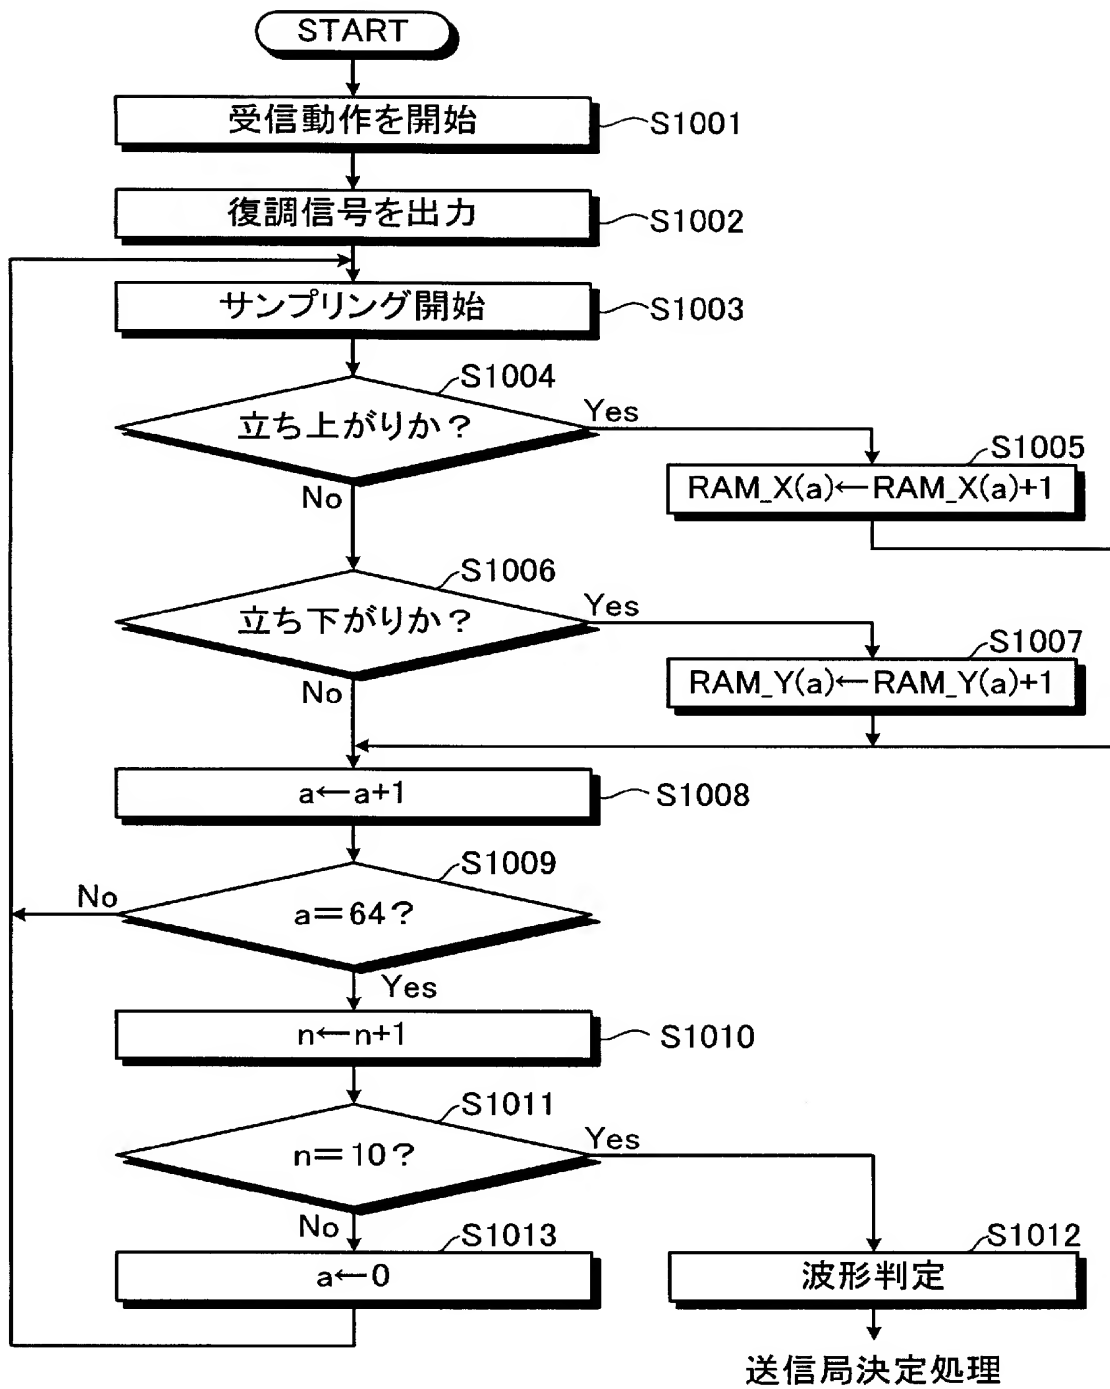 START
受信動作を開始
S1001
復調信号を出力
S1002
サンプリング開始
S1003
S1004
立ち上がりか?
Yes
No
S1005
RAM_X(a)←RAM_X(a)+1
S1006
立ち下がりか?
Yes
No
S1007
RAM_Y(a)←RAM_Y(a)+1
a←a+1
S1008
S1009
No
a=64?
Yes
n←n+1
S1010
S1011
n=10?
Yes
No
S1013
a←0
S1012
波形判定
送信局決定処理